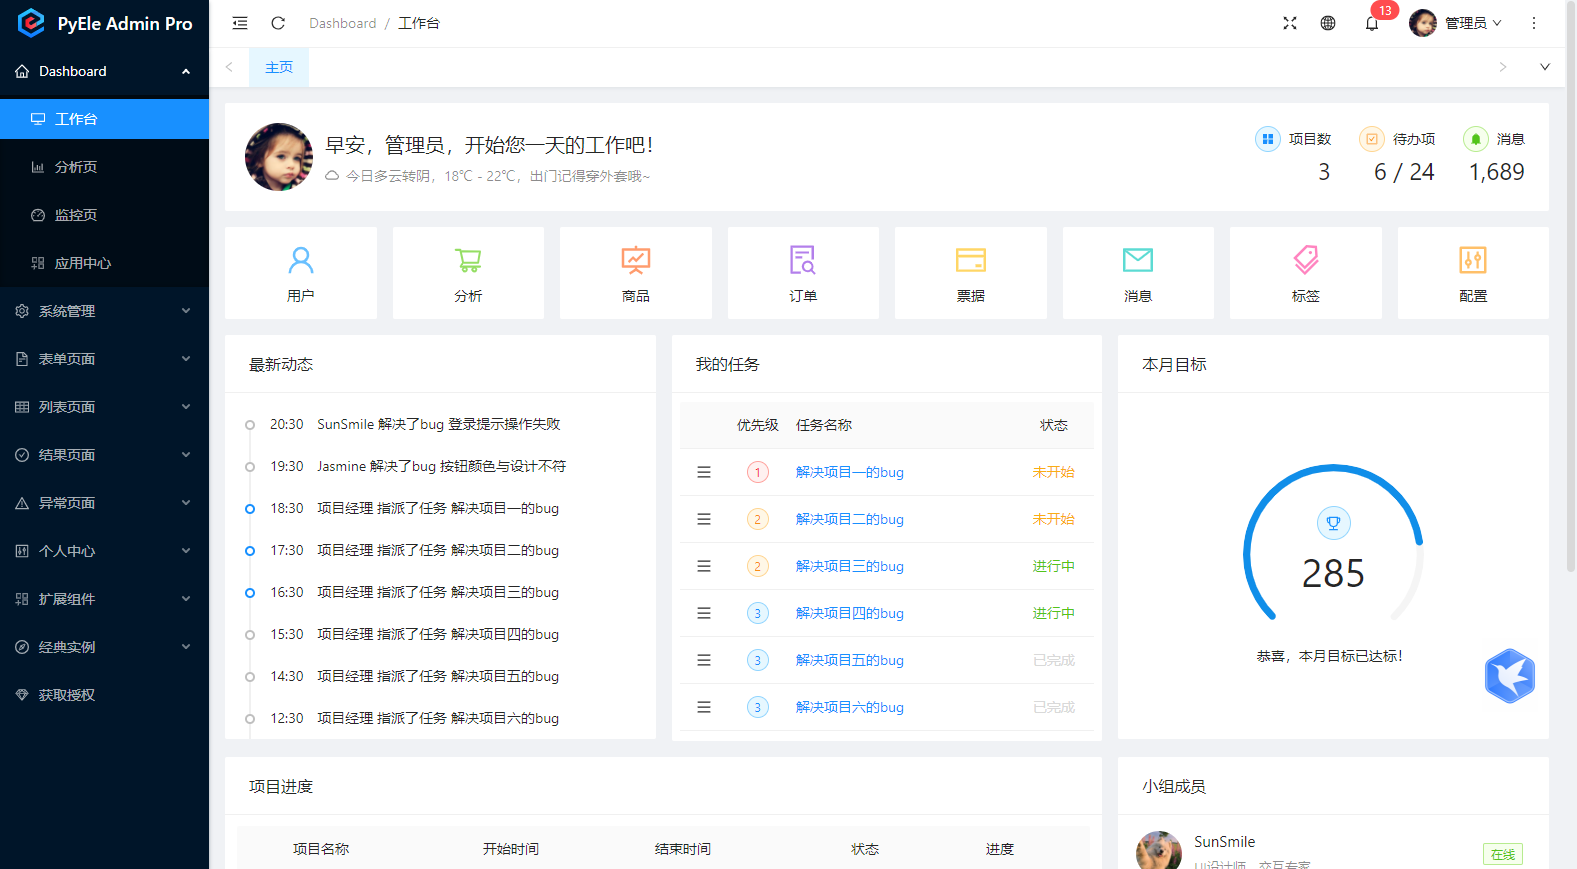 PyEle Admin Pro
Dashboard
工作台
分析页
监控页
应用中心
系统管理
表单页面
列表页面
结果页面
异常页面
个人中心
扩展组件
经典实例
获取授权
Dashboard / 工作台
13
管理员
主页
早安，管理员，开始您一天的工作吧！
今日多云转阴，18℃ - 22℃，出门记得穿外套哦~
项目数
3
待办项
6 / 24
消息
1,689
用户
分析
商品
订单
票据
消息
标签
配置
最新动态
20:30 SunSmile 解决了bug 登录提示操作失败
19:30 Jasmine 解决了bug 按钮颜色与设计不符
18:30 项目经理 指派了任务 解决项目一的bug
17:30 项目经理 指派了任务 解决项目二的bug
16:30 项目经理 指派了任务 解决项目三的bug
15:30 项目经理 指派了任务 解决项目四的bug
14:30 项目经理 指派了任务 解决项目五的bug
12:30 项目经理 指派了任务 解决项目六的bug
我的任务
优先级 任务名称 状态
1 解决项目一的bug 未开始
2 解决项目二的bug 未开始
2 解决项目三的bug 进行中
3 解决项目四的bug 进行中
3 解决项目五的bug 已完成
3 解决项目六的bug 已完成
本月目标
285
恭喜，本月目标已达标！
项目进度
项目名称 开始时间 结束时间 状态 进度
小组成员
SunSmile
UI设计师、交互专家
在线